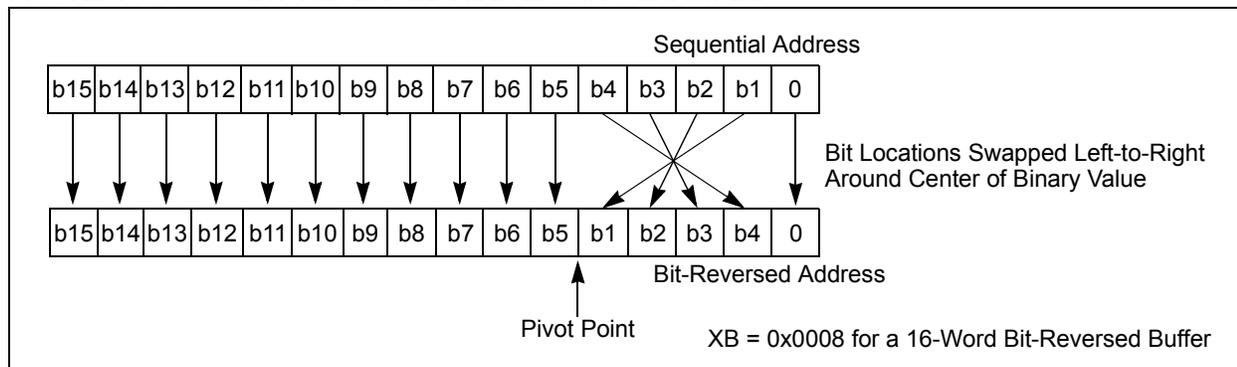 Sequential Address
b15 b14 b13 b12 b11 b10 b9 b8 b7 b6 b5 b4 b3 b2 b1 0
Bit Locations Swapped Left-to-Right
Around Center of Binary Value
b15 b14 b13 b12 b11 b10 b9 b8 b7 b6 b5 b1 b2 b3 b4 0
Bit-Reversed Address
Pivot Point
XB = 0x0008 for a 16-Word Bit-Reversed Buffer